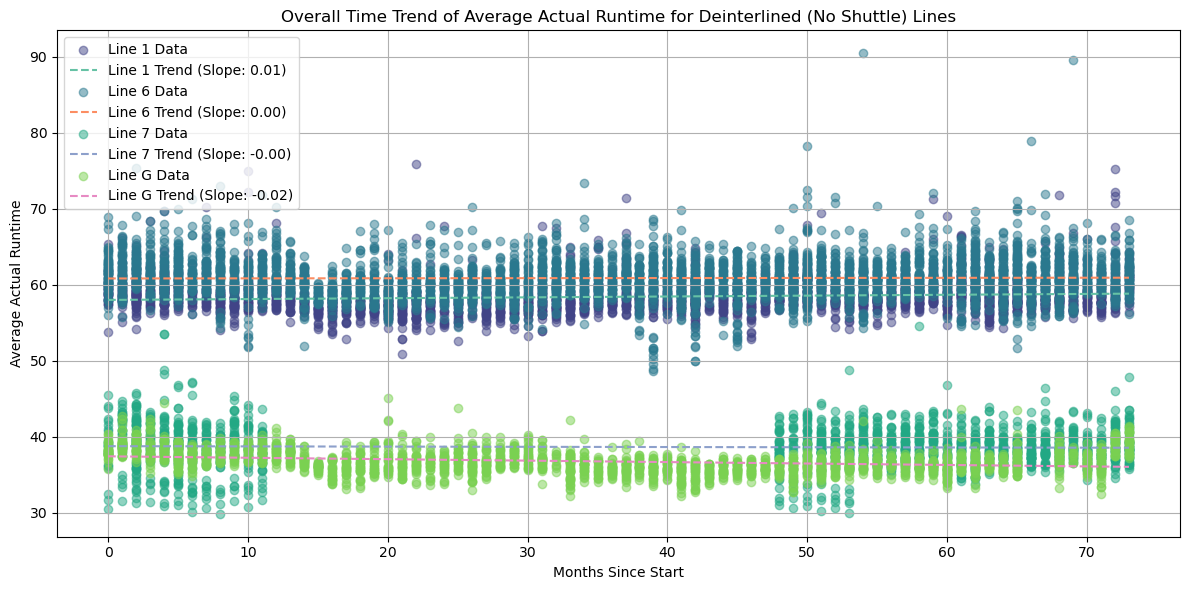 Overall Time Trend of Average Actual Runtime for Deinterlined (No Shuttle) Lines
Line 1 Data
Line 1 Trend (Slope: 0.01)
Line 6 Data
Line 6 Trend (Slope: 0.00)
Line 7 Data
Line 7 Trend (Slope: -0.00)
Line G Data
Line G Trend (Slope: -0.02)
Average Actual Runtime
90
80
70
60
50
40
30
0 10 20 30 40 50 60 70
Months Since Start